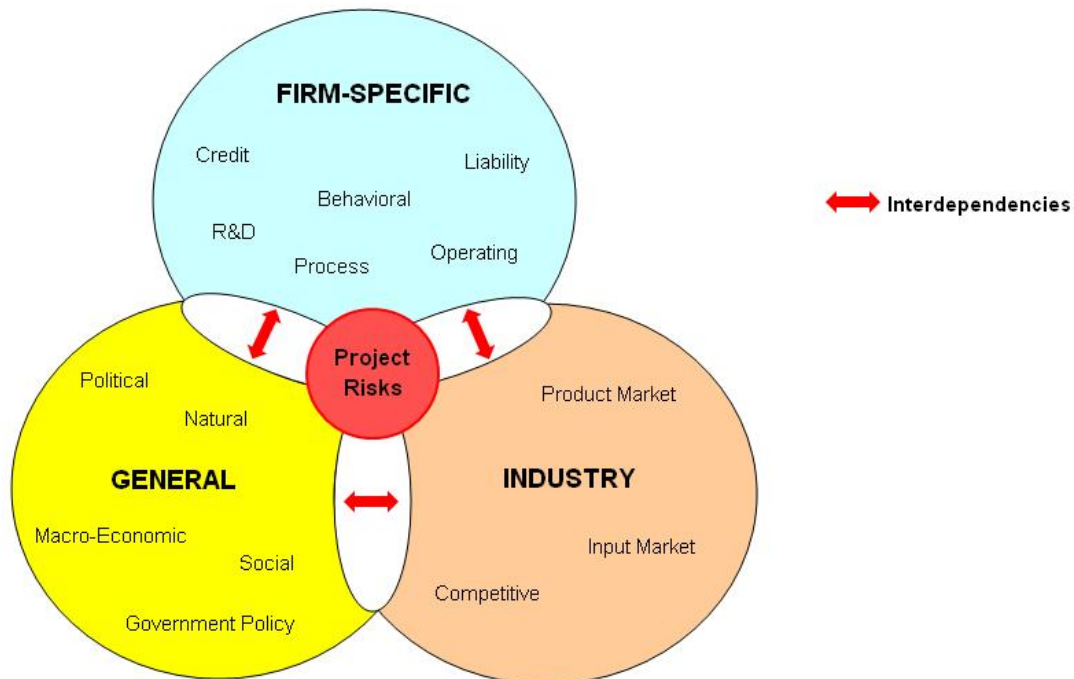 FIRM-SPECIFIC
Credit
Liability
Behavioral
R&D
Operating
Process
Interdependencies
Project
Risks
Political
Natural
GENERAL
Macro-Economic
Social
Government Policy
Product Market
INDUSTRY
Input Market
Competitive